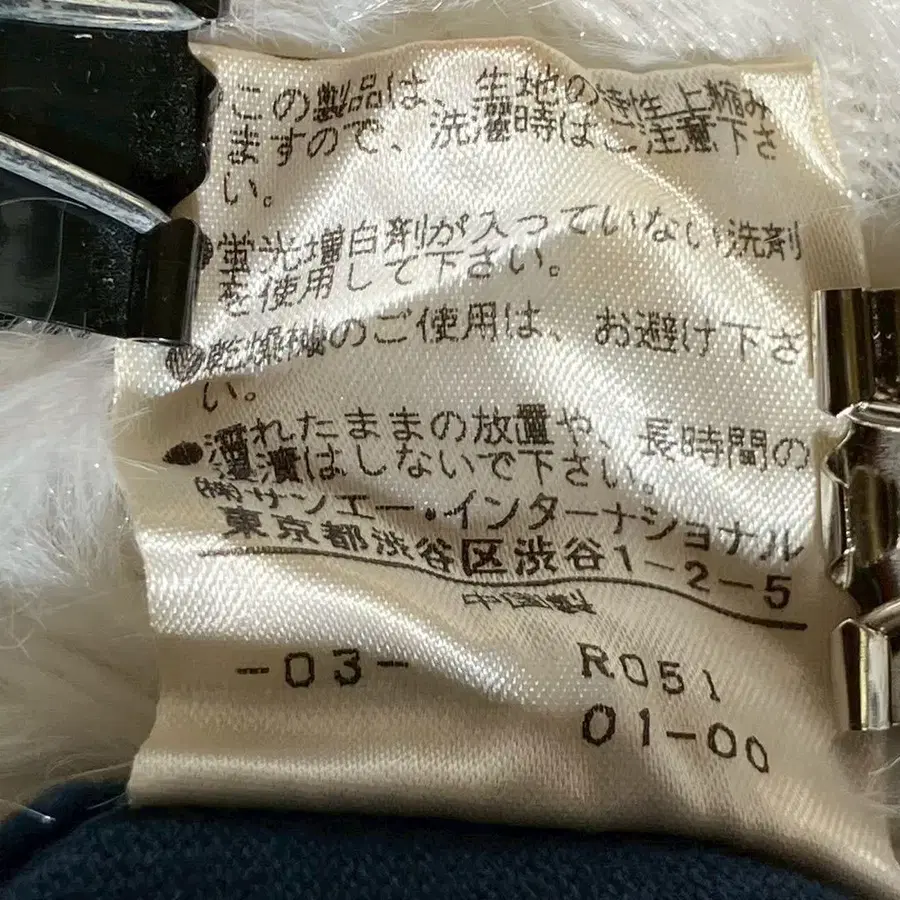 この製品は、生地の特性上縮み
ますので、洗濯時はご注意下さ
い。
●蛍光増白剤が入っていない洗剤
を使用して下さい。
●乾燥機のご使用は、お避け下さ
い。
●濡れたままの放置や、長時間の
浸漬はしないで下さい。
(株)サンエー・インターナショナル
東京都渋谷区渋谷1-2-5
中国製
-03- R051
01-00